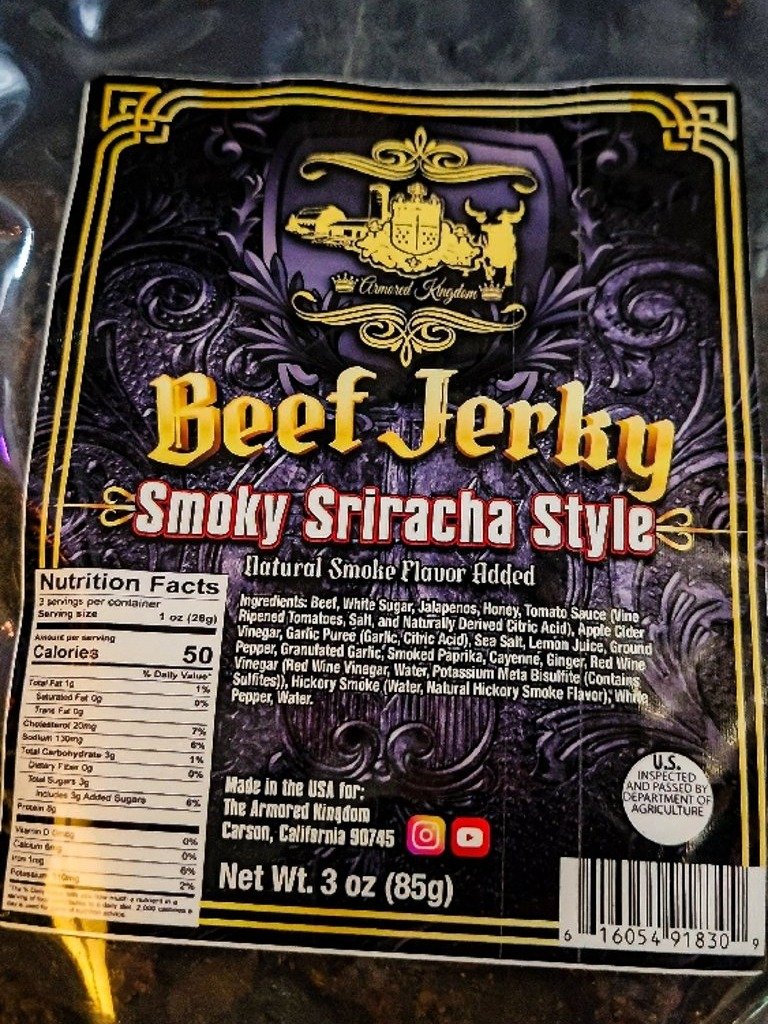 Armored Kingdom
Beef Jerky
Smoky Sriracha Style
Natural Smoke Flavor Added
Nutrition Facts
3 servings per container
Serving size 1 oz (28g)
Amount per serving
Calories 50
% Daily Value*
Total Fat 1g 1%
Saturated Fat 0g 0%
Trans Fat 0g
Cholesterol 20mg 7%
Sodium 130mg 6%
Total Carbohydrate 3g 1%
Dietary Fiber 0g 0%
Total Sugars 3g
Includes 3g Added Sugars 6%
Protein 8g
Vitamin D 0%
Calcium 6mg 0%
Iron 1mg 6%
2%
Ingredients: Beef, White Sugar, Jalapenos, Honey, Tomato Sauce (Vine
Ripened Tomatoes, Salt, and Naturally Derived Citric Acid), Apple Cider
Vinegar, Garlic Puree (Garlic, Citric Acid), Sea Salt, Lemon Juice, Ground
Pepper, Granulated Garlic, Smoked Paprika, Cayenne, Ginger, Red Wine
Vinegar (Red Wine Vinegar, Water, Potassium Meta Bisulfite (Contains
Sulfites)), Hickory Smoke (Water, Natural Hickory Smoke Flavor), White
Pepper, Water.
Made in the USA for:
The Armored Kingdom
Carson, California 90745
Net Wt. 3 oz (85g)
U.S.
INSPECTED
AND PASSED BY
DEPARTMENT OF
AGRICULTURE
6 16054 91830 9